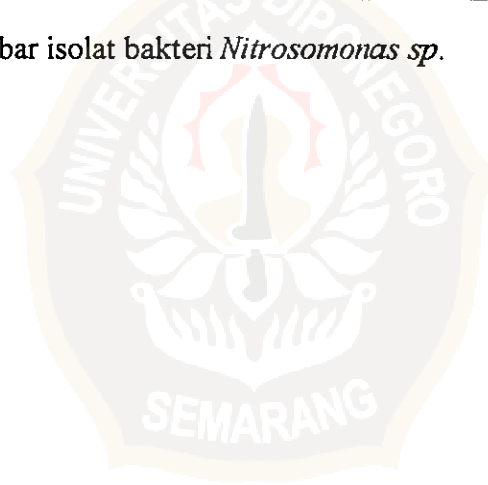 bar isolat bakteri Nitrosomonas sp.
UNIVERSITAS DIPONEGORO
SEMARANG